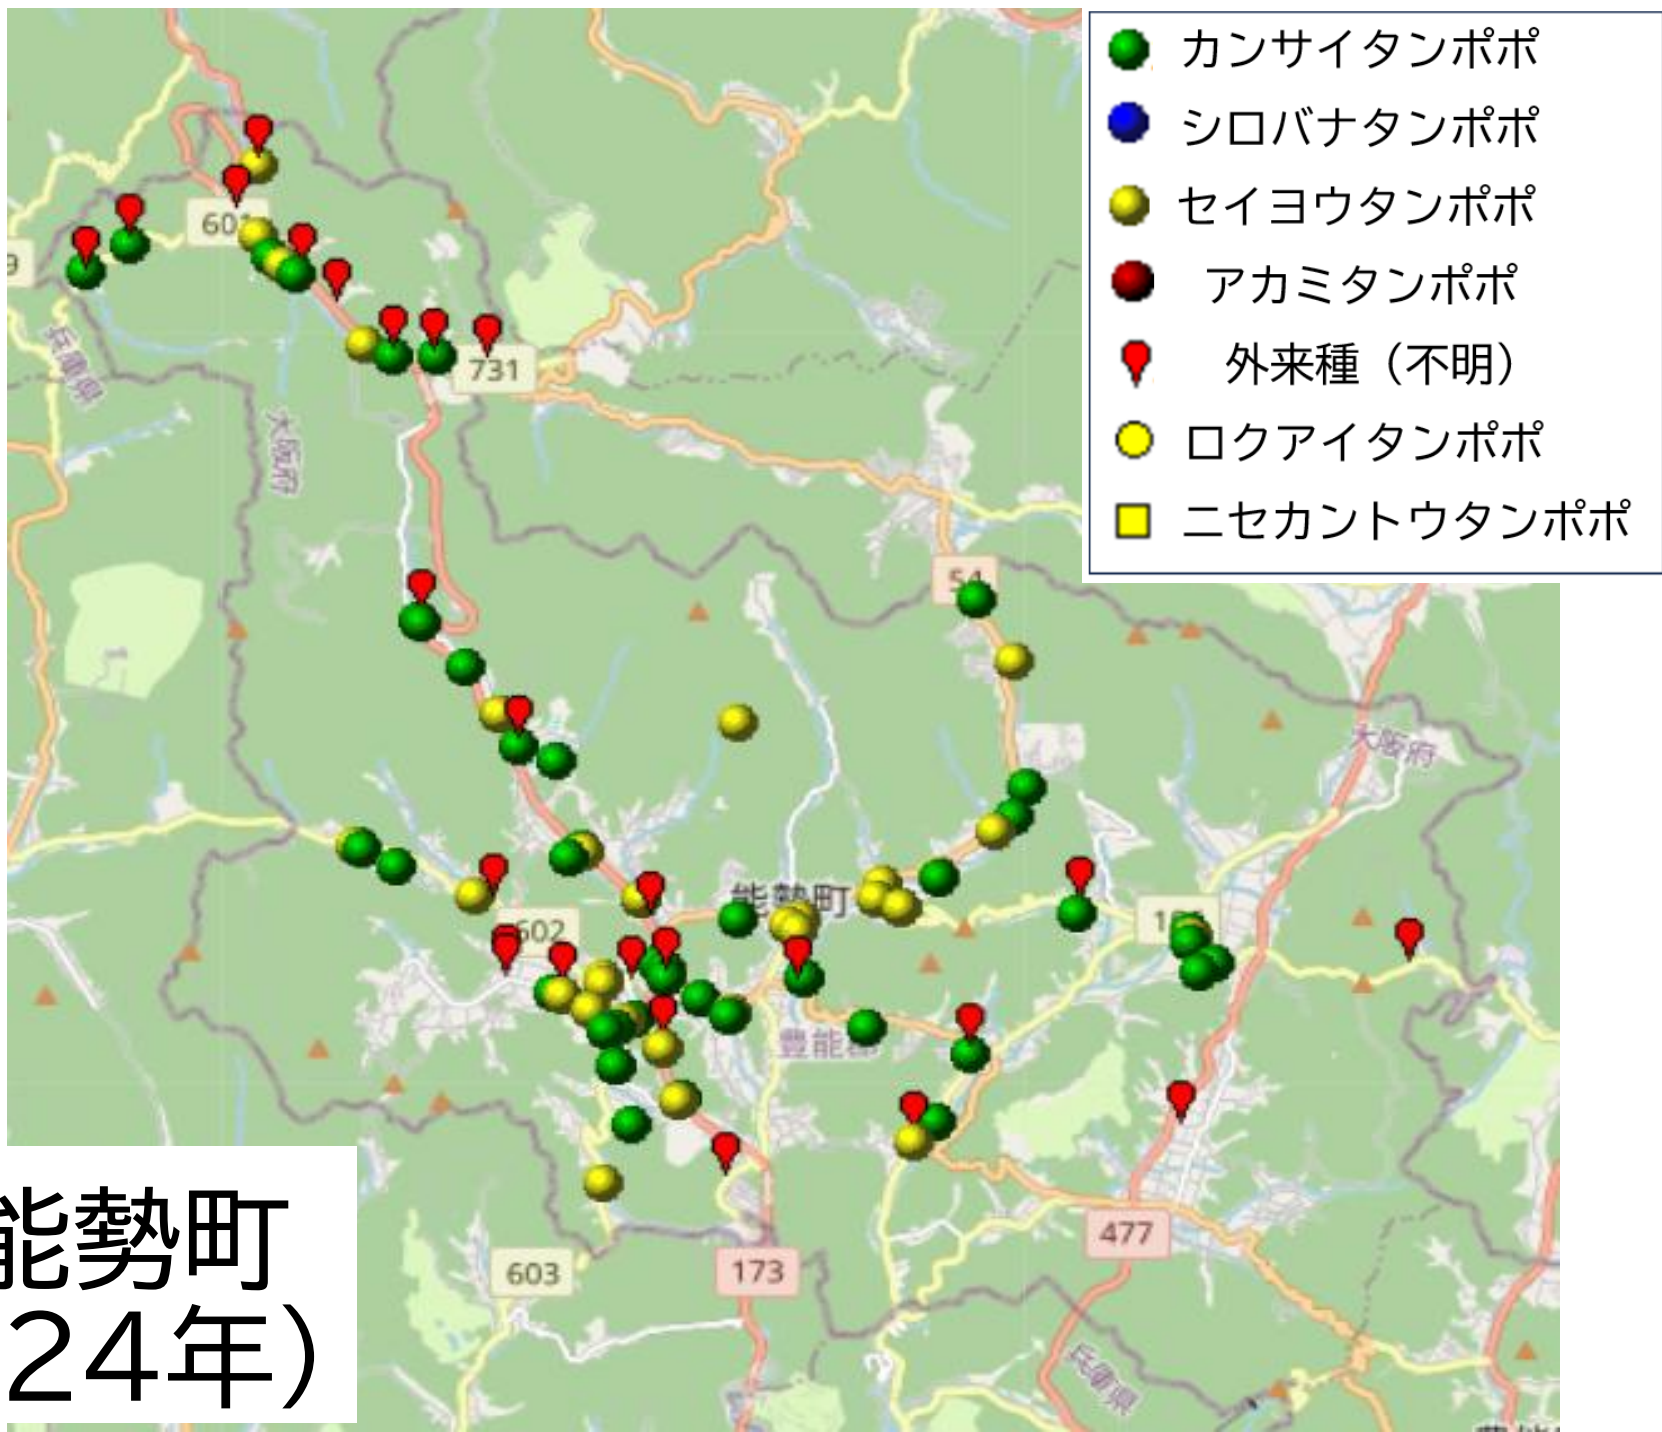 カンサイタンポポ
シロバナタンポポ
セイヨウタンポポ
アカミタンポポ
外来種（不明）
ロクアイタンポポ
ニセカントウタンポポ
601
9
731
兵庫県
大阪府
54
大阪府
能勢町
602
豊能郡
477
603
173
兵庫県
能勢町
24年）